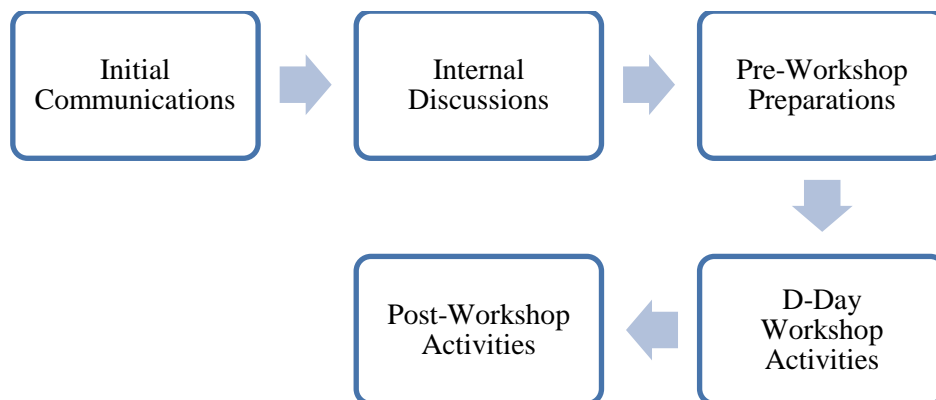 Initial
Communications
Internal
Discussions
Pre-Workshop
Preparations
D-Day
Workshop
Activities
Post-Workshop
Activities